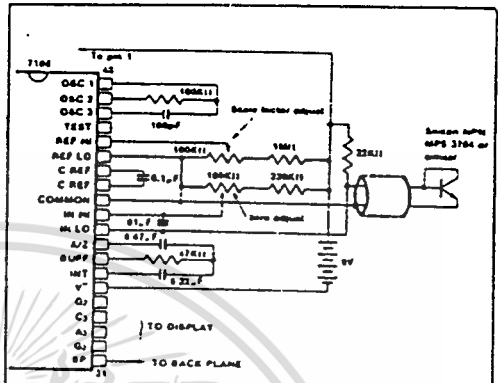 To pin 1
7106
40
OSC 1
OSC 2
OSC 3
TEST
REF HI
REF LO
C REF
C REF
COMMON
IN HI
IN LO
A/Z
BUFF
INT
V⁻
G₂
C₃
A₃
G₃
BP
21
100KΩ
100pF
Scale factor adjust
100KΩ
1MΩ
22KΩ
Silicon NPN
MPS 3704 or
similar
0.1µF
100KΩ
220KΩ
Zero adjust
01µF
0.47µF
47KΩ
0.22µF
9V
TO DISPLAY
TO BACK PLANE